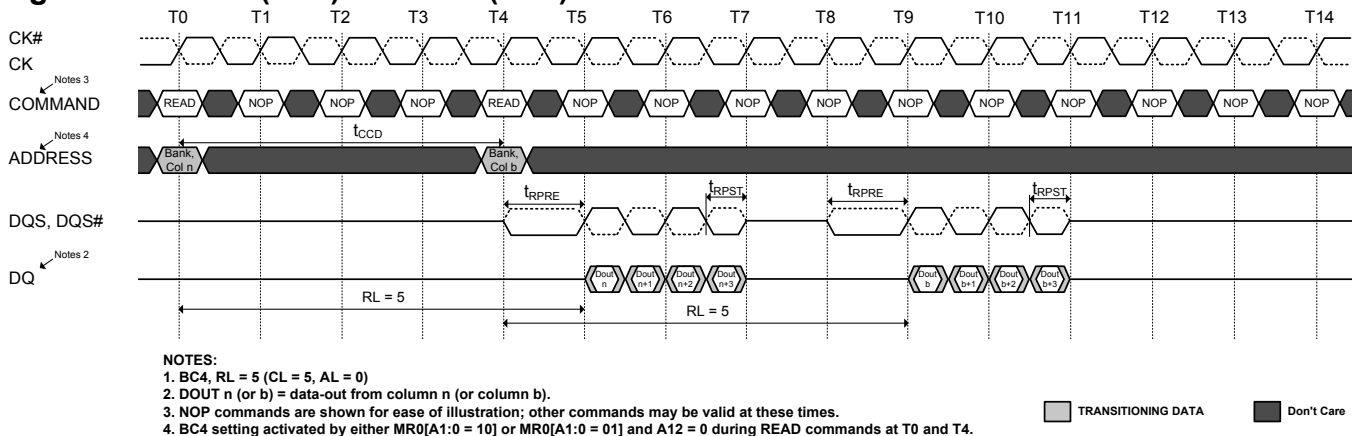 T0 T1 T2 T3 T4 T5 T6 T7 T8 T9 T10 T11 T12 T13 T14
CK#
CK
Notes 3
COMMAND READ NOP NOP NOP READ NOP NOP NOP NOP NOP NOP NOP NOP NOP NOP
tCCD
Notes 4
ADDRESS
Bank, Col n
Bank, Col b
tRPRE tRPST tRPRE tRPST
DQS, DQS#
Notes 2
DQ
Dout n
Dout n+1
Dout n+2
Dout n+3
Dout b
Dout b+1
Dout b+2
Dout b+3
RL = 5
RL = 5
NOTES:
1. BC4, RL = 5 (CL = 5, AL = 0)
2. DOUT n (or b) = data-out from column n (or column b).
3. NOP commands are shown for ease of illustration; other commands may be valid at these times.
4. BC4 setting activated by either MR0[A1:0 = 10] or MR0[A1:0 = 01] and A12 = 0 during READ commands at T0 and T4.
TRANSITIONING DATA
Don't Care